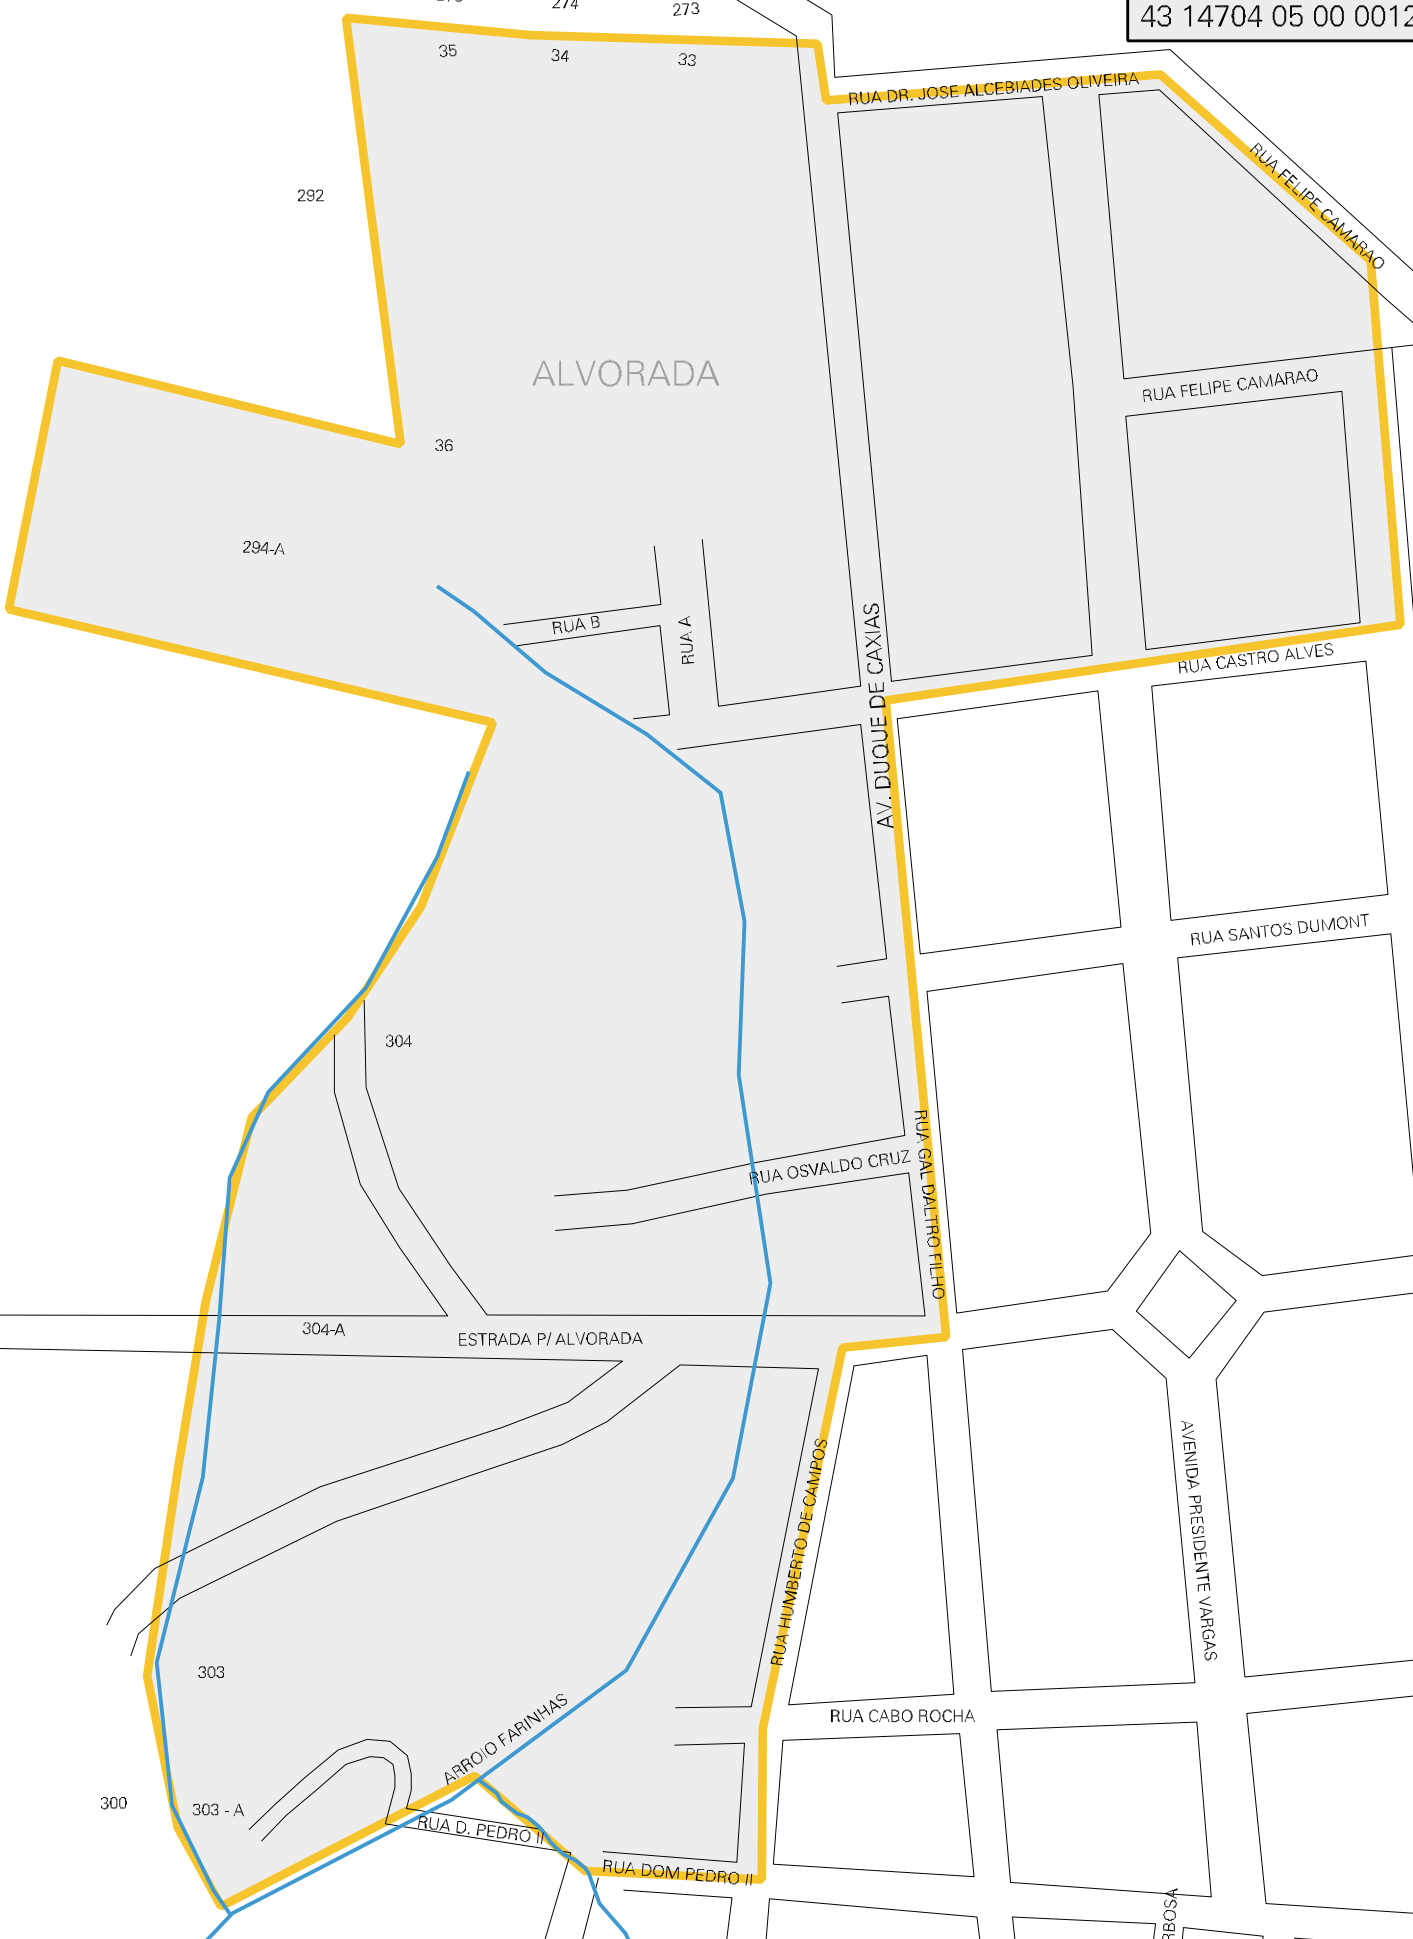 274
273
43 14704 05 00 0012
35
34
33
RUA DR. JOSE ALCEBIADES OLIVEIRA
RUA FELIPE CAMARAO
292
ALVORADA
RUA FELIPE CAMARAO
36
294-A
RUA B
RUA A
AV. DUQUE DE CAXIAS
RUA CASTRO ALVES
RUA SANTOS DUMONT
304
RUA OSVALDO CRUZ
RUA GAL DALTRO FILHO
304-A
ESTRADA P/ ALVORADA
AVENIDA PRESIDENTE VARGAS
RUA HUMBERTO DE CAMPOS
303
RUA CABO ROCHA
ARROIO FARINHAS
300
303 - A
RUA D. PEDRO II
RUA DOM PEDRO II
RBOSA